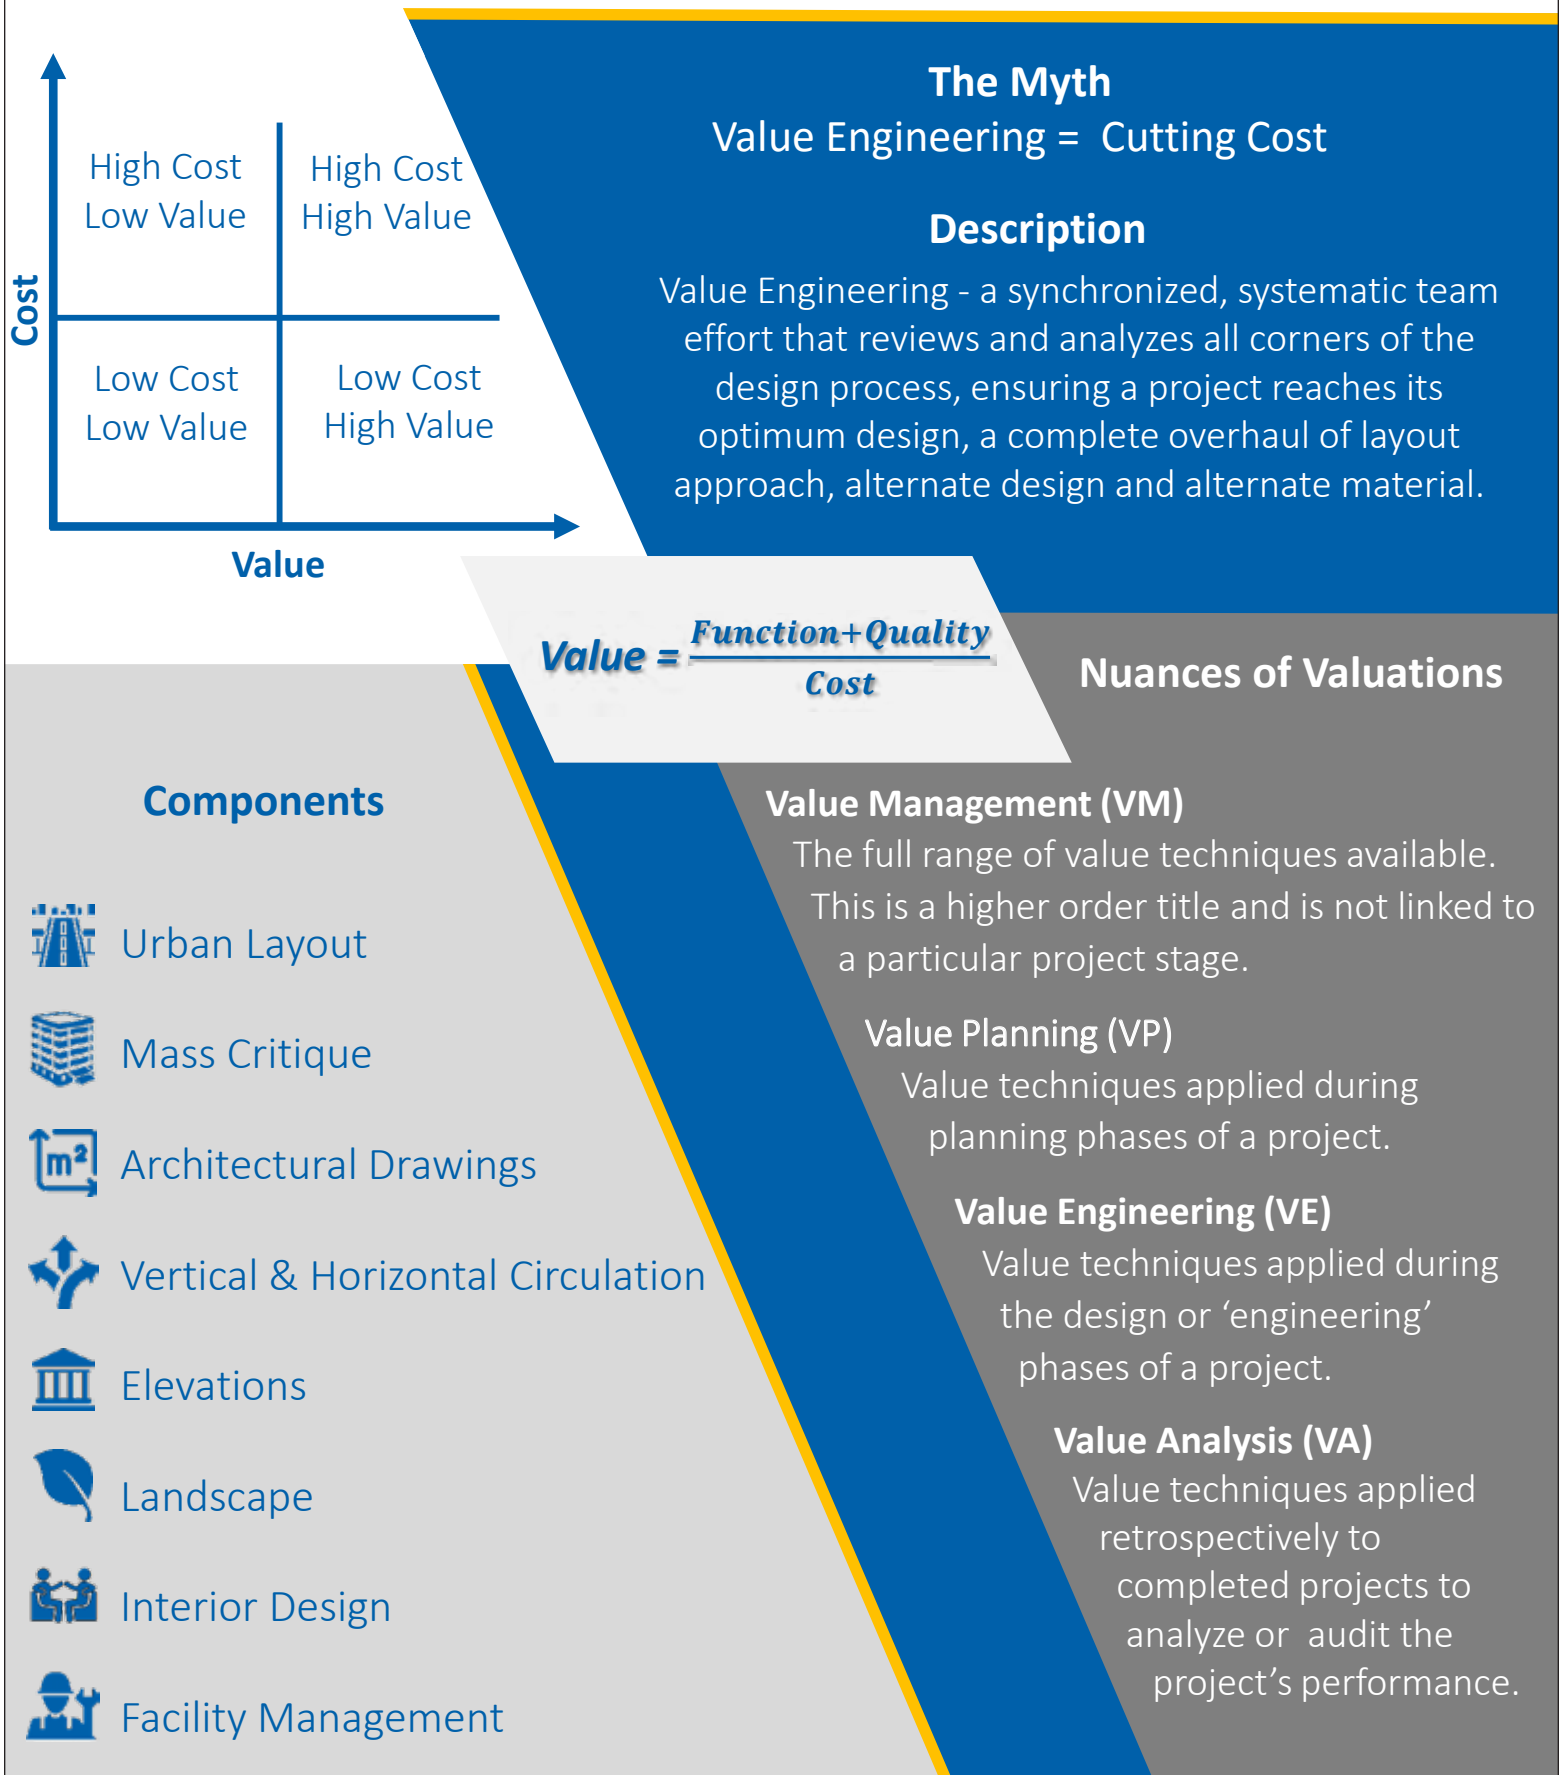 The Myth
Value Engineering = Cutting Cost
Description
Value Engineering - a synchronized, systematic team
effort that reviews and analyzes all corners of the
design process, ensuring a project reaches its
optimum design, a complete overhaul of layout
approach, alternate design and alternate material.
Cost
High Cost
Low Value
High Cost
High Value
Low Cost
Low Value
Low Cost
High Value
Value
Value = Function+Quality
Cost
Components
Urban Layout
Mass Critique
m²
Architectural Drawings
Vertical & Horizontal Circulation
Elevations
Landscape
Interior Design
Facility Management
Nuances of Valuations
Value Management (VM)
The full range of value techniques available.
This is a higher order title and is not linked to
a particular project stage.
Value Planning (VP)
Value techniques applied during
planning phases of a project.
Value Engineering (VE)
Value techniques applied during
the design or ‘engineering’
phases of a project.
Value Analysis (VA)
Value techniques applied
retrospectively to
completed projects to
analyze or audit the
project’s performance.